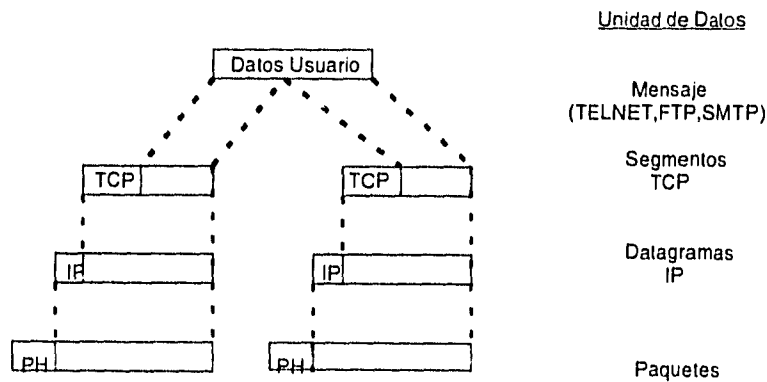 Unidad de Datos
Datos Usuario
Mensaje
(TELNET,FTP,SMTP)
TCP
TCP
Segmentos
TCP
IP
IP
Datagramas
IP
PH
PH
Paquetes